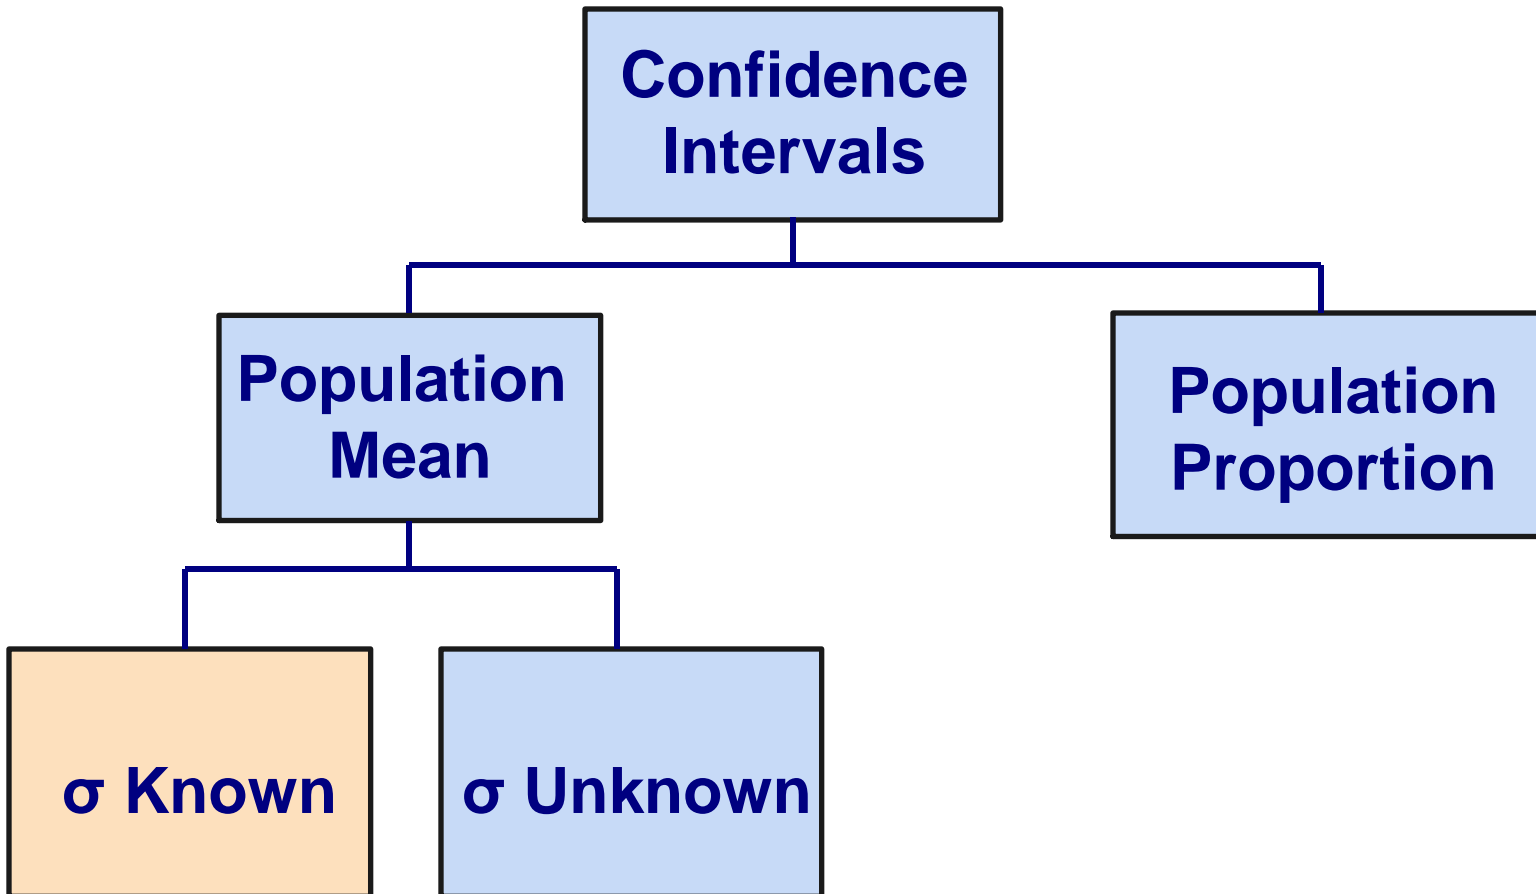 Confidence
Intervals
Population
Mean
Population
Proportion
σ Known
σ Unknown